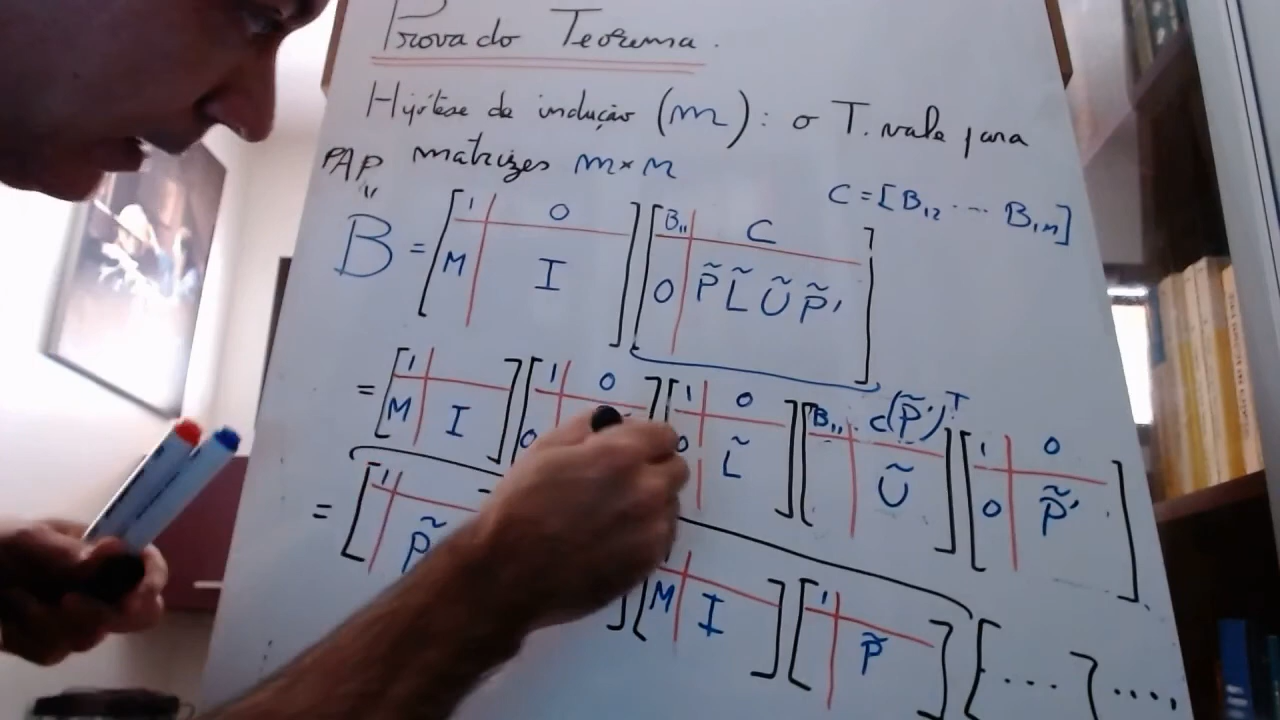 Prova do Teorema.
Hipótese de indução (m): o T. vale para
matrizes m×m
PAP
"
C = [B₁₂ ... B₁ₘ]
B = [1 0 M I] [B₁₁ C 0 P̃ L̃ Ũ P̃']
= [1 M I] [1 0 0] [1 0 0 L̃] [B₁₁ C(P̃')ᵀ Ũ] [1 0 0 P̃']
= [1 P̃ ] [M I] [1 P̃] [...] ....